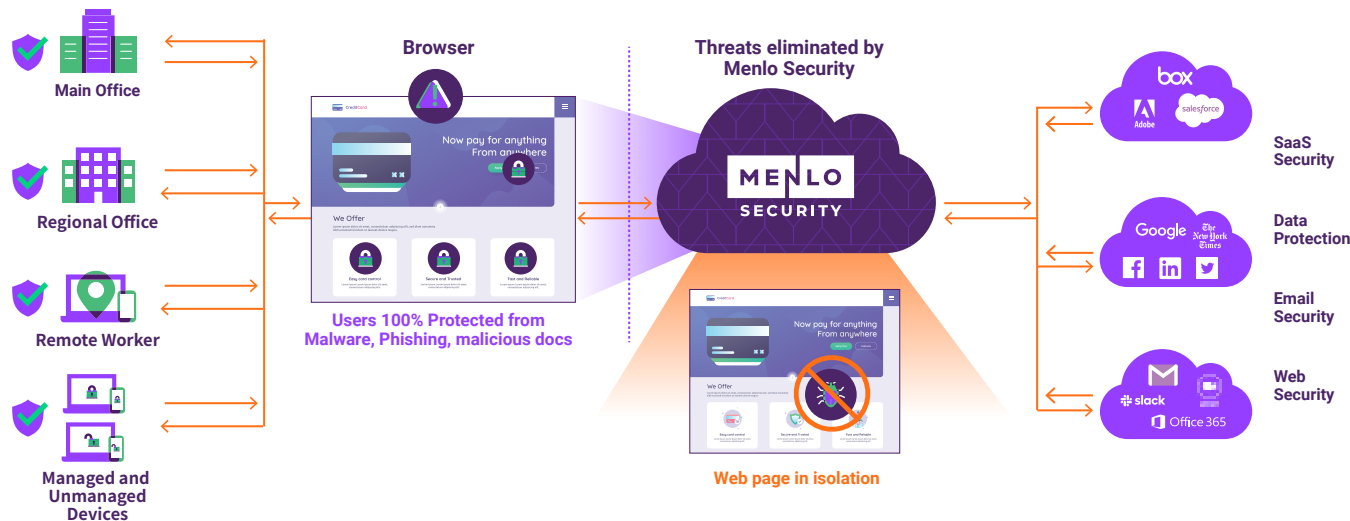 Main Office
Regional Office
Remote Worker
Managed and
Unmanaged
Devices
Browser
CreditCard
Now pay for anything
From anywhere
We Offer
Easy card control
Secure and Trusted
Fast and Reliable
Users 100% Protected from
Malware, Phishing, malicious docs
Threats eliminated by
Menlo Security
MENLO
SECURITY
CreditCard
Now pay for anything
From anywhere
We Offer
Easy card control
Secure and Trusted
Fast and Reliable
Web page in isolation
box
Adobe
salesforce
Google
The
New York
Times
slack
Office 365
SaaS
Security
Data
Protection
Email
Security
Web
Security